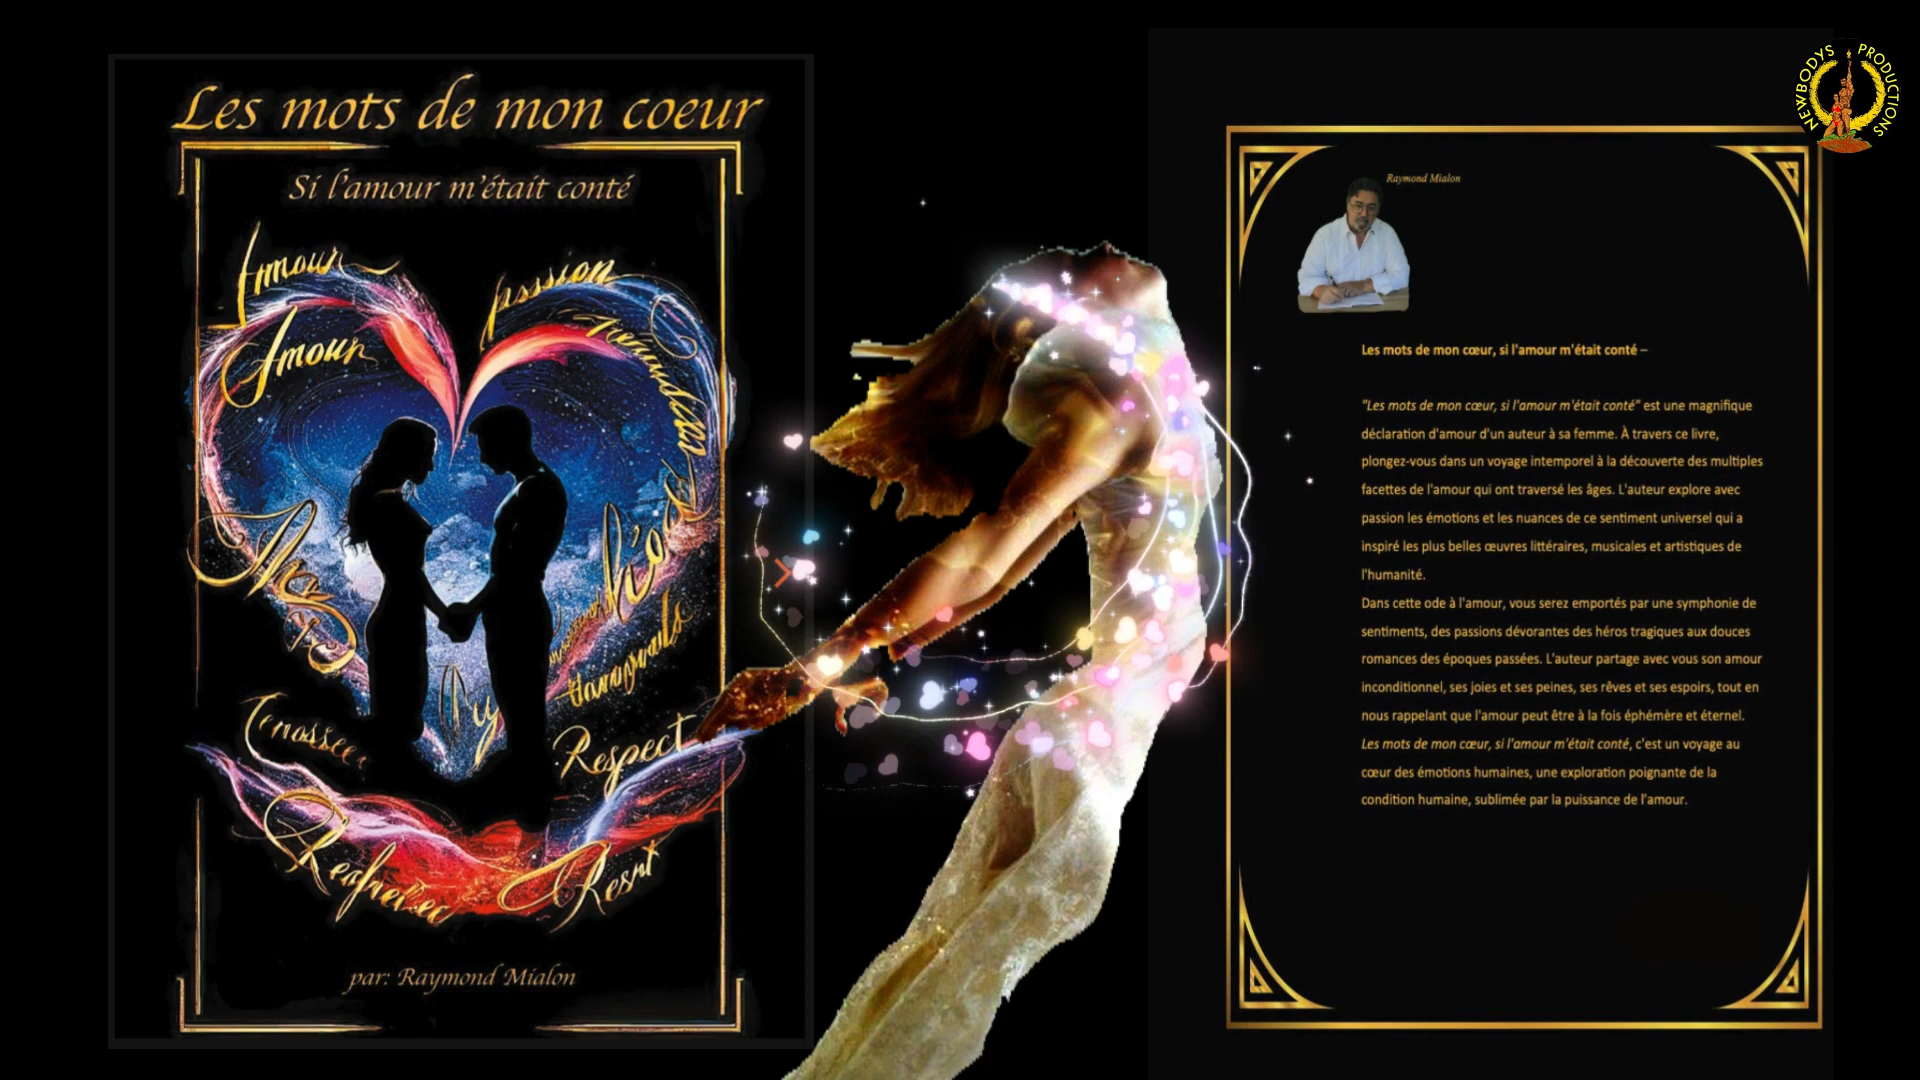 Les mots de mon coeur
Si l'amour m'était conté
Amour
passion
Amour
Respect
par: Raymond Mialon
NEWBODYS PRODUCTIONS
Raymond Mialon
Les mots de mon cœur, si l'amour m'était conté –
"Les mots de mon cœur, si l'amour m'était conté" est une magnifique
déclaration d'amour d'un auteur à sa femme. À travers ce livre,
plongez-vous dans un voyage intemporel à la découverte des multiples
facettes de l'amour qui ont traversé les âges. L'auteur explore avec
passion les émotions et les nuances de ce sentiment universel qui a
inspiré les plus belles œuvres littéraires, musicales et artistiques de
l'humanité.
Dans cette ode à l'amour, vous serez emportés par une symphonie de
sentiments, des passions dévorantes des héros tragiques aux douces
romances des époques passées. L'auteur partage avec vous son amour
inconditionnel, ses joies et ses peines, ses rêves et ses espoirs, tout en
nous rappelant que l'amour peut être à la fois éphémère et éternel.
Les mots de mon cœur, si l'amour m'était conté, c'est un voyage au
cœur des émotions humaines, une exploration poignante de la
condition humaine, sublimée par la puissance de l'amour.